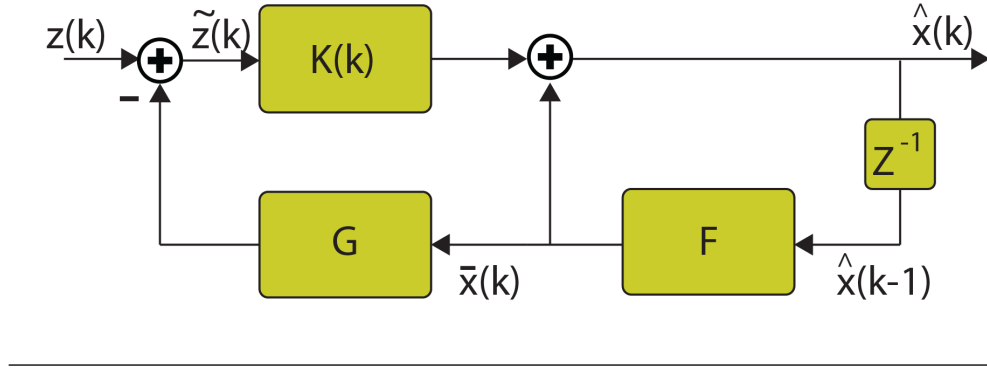 z(k)
z̃(k)
K(k)
x̂(k)
+
+
−
Z⁻¹
G
F
x̄(k)
x̂(k-1)